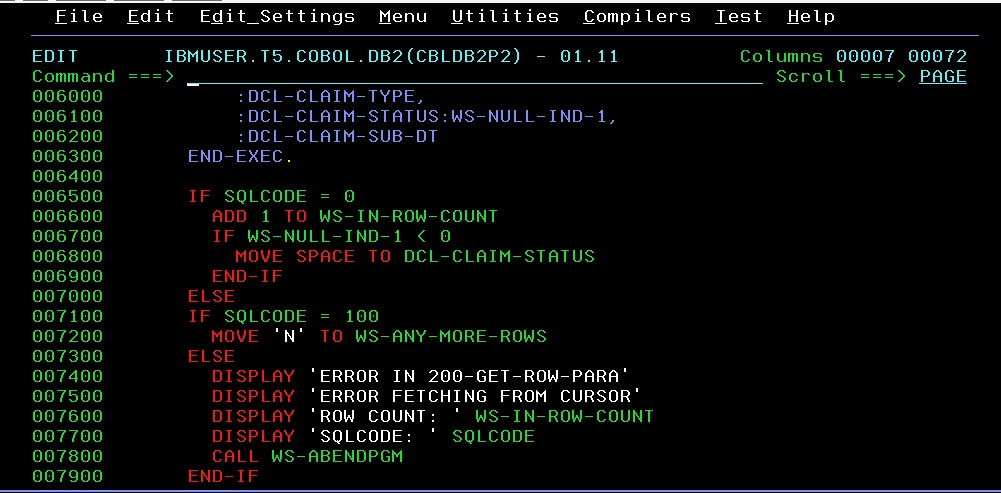 File Edit Edit_Settings Menu Utilities Compilers Test Help
EDIT IBMUSER.T5.COBOL.DB2(CBLDB2P2) - 01.11 Columns 00007 00072
Command ===> Scroll ===> PAGE
006000 :DCL-CLAIM-TYPE,
006100 :DCL-CLAIM-STATUS:WS-NULL-IND-1,
006200 :DCL-CLAIM-SUB-DT
006300 END-EXEC.
006400
006500 IF SQLCODE = 0
006600 ADD 1 TO WS-IN-ROW-COUNT
006700 IF WS-NULL-IND-1 < 0
006800 MOVE SPACE TO DCL-CLAIM-STATUS
006900 END-IF
007000 ELSE
007100 IF SQLCODE = 100
007200 MOVE 'N' TO WS-ANY-MORE-ROWS
007300 ELSE
007400 DISPLAY 'ERROR IN 200-GET-ROW-PARA'
007500 DISPLAY 'ERROR FETCHING FROM CURSOR'
007600 DISPLAY 'ROW COUNT: ' WS-IN-ROW-COUNT
007700 DISPLAY 'SQLCODE: ' SQLCODE
007800 CALL WS-ABENDPGM
007900 END-IF